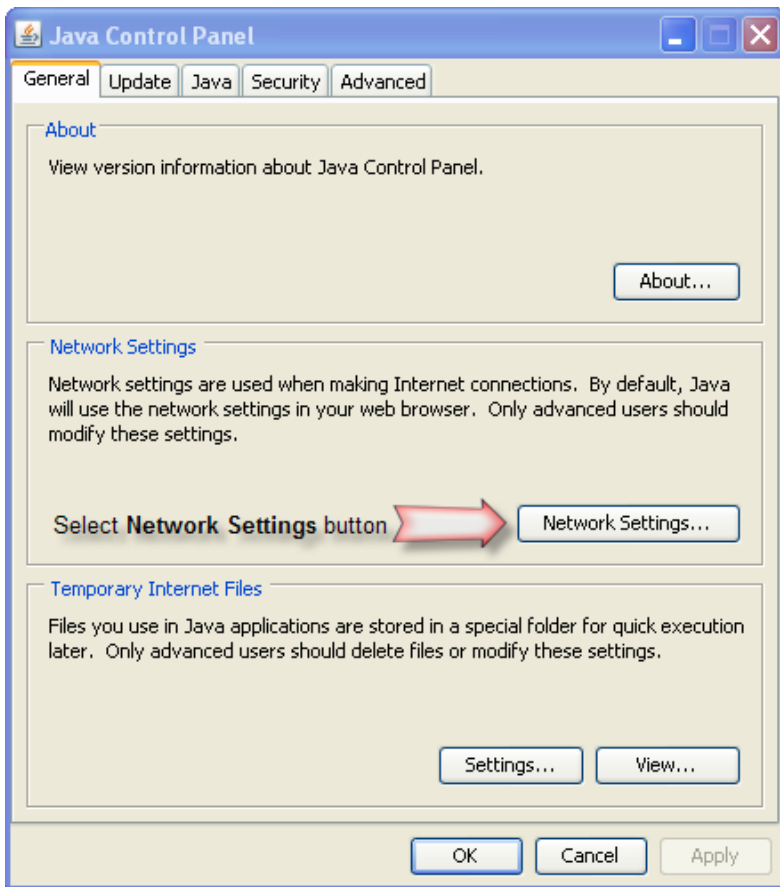 Java Control Panel
General Update Java Security Advanced
About
View version information about Java Control Panel.
About...
Network Settings
Network settings are used when making Internet connections. By default, Java
will use the network settings in your web browser. Only advanced users should
modify these settings.
Select Network Settings button
Network Settings...
Temporary Internet Files
Files you use in Java applications are stored in a special folder for quick execution
later. Only advanced users should delete files or modify these settings.
Settings... View...
OK Cancel Apply